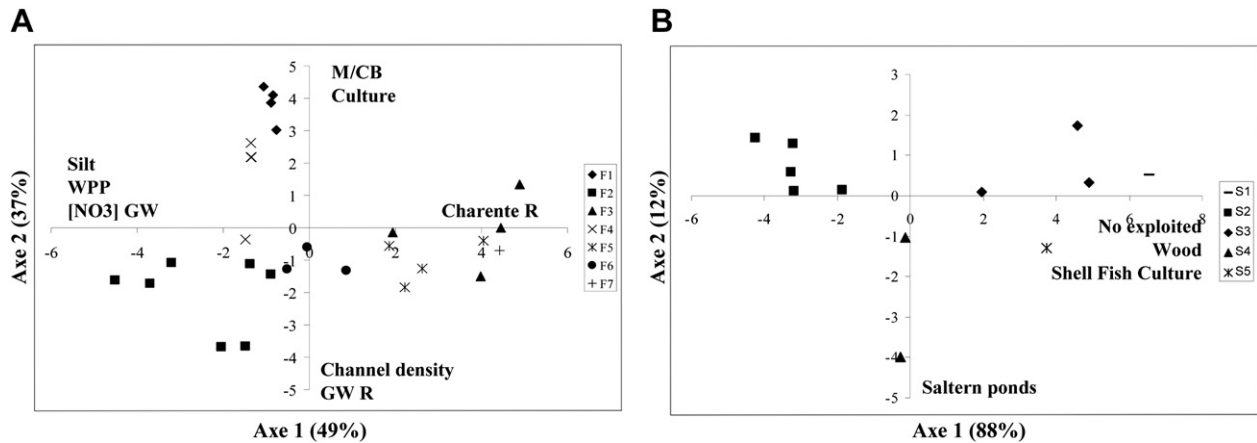 A
M/CB
Culture
Silt
WPP
[NO3] GW
Charente R
Channel density
GW R
Axe 2 (37%)
Axe 1 (49%)
5
4
3
2
1
0
-1
-2
-3
-4
-5
-6 -4 -2 0 2 4 6
F1
F2
F3
F4
F5
F6
F7
B
No exploited
Wood
Shell Fish Culture
Saltern ponds
Axe 2 (12%)
Axe 1 (88%)
3
2
1
0
-1
-2
-3
-4
-5
-6 -4 -2 0 2 4 6 8
S1
S2
S3
S4
S5